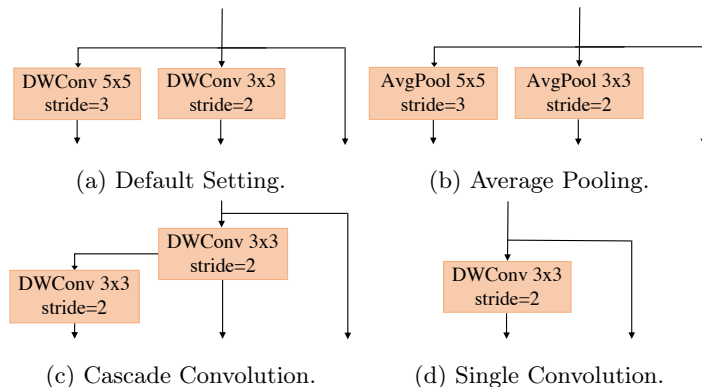 DWConv 5x5
stride=3
DWConv 3x3
stride=2
AvgPool 5x5
stride=3
AvgPool 3x3
stride=2
(a) Default Setting.
(b) Average Pooling.
DWConv 3x3
stride=2
DWConv 3x3
stride=2
DWConv 3x3
stride=2
(c) Cascade Convolution.
(d) Single Convolution.